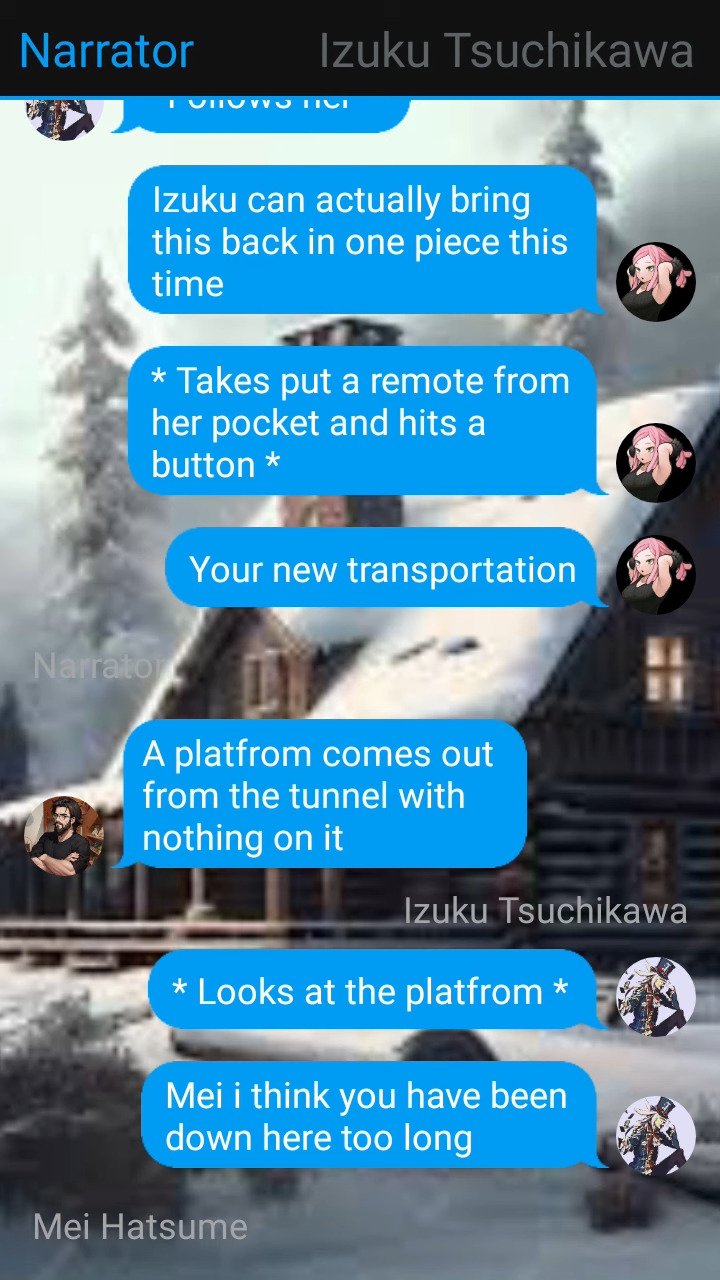 Narrator Izuku Tsuchikawa
Follows her
Izuku can actually bring
this back in one piece this
time
* Takes put a remote from
her pocket and hits a
button *
Your new transportation
Narrator
A platfrom comes out
from the tunnel with
nothing on it
Izuku Tsuchikawa
* Looks at the platfrom *
Mei i think you have been
down here too long
Mei Hatsume